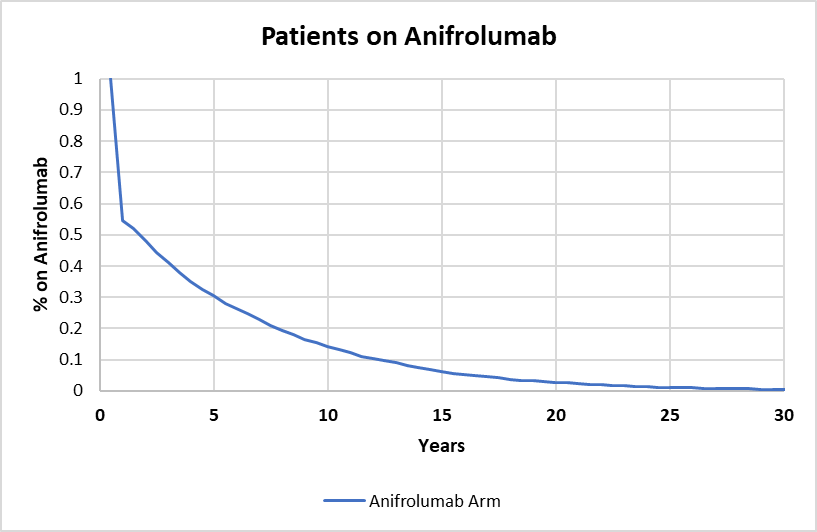 Patients on Anifrolumab
% on Anifrolumab
1
0.9
0.8
0.7
0.6
0.5
0.4
0.3
0.2
0.1
0
0 5 10 15 20 25 30
Years
Anifrolumab Arm